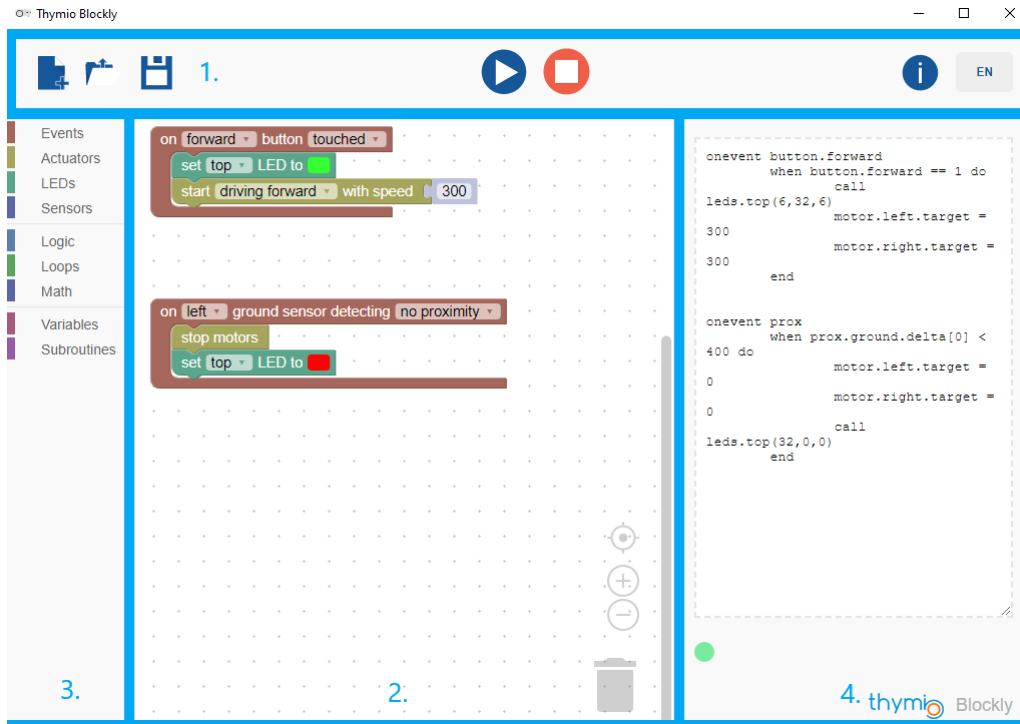 Thymio Blockly
1.
EN
Events
Actuators
LEDs
Sensors
Logic
Loops
Math
Variables
Subroutines
3.
on forward button touched
set top LED to
start driving forward with speed 300
on left ground sensor detecting no proximity
stop motors
set top LED to
2.
onevent button.forward
when button.forward == 1 do
call
leds.top(6,32,6)
motor.left.target =
300
motor.right.target =
300
end
onevent prox
when prox.ground.delta[0] <
400 do
motor.left.target =
0
motor.right.target =
0
call
leds.top(32,0,0)
end
4.
thymio Blockly